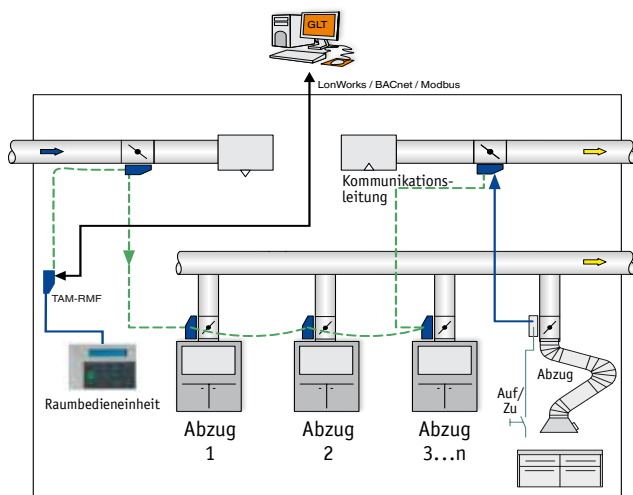 GLT
LonWorks / BACnet / Modbus
Kommunikations-
leitung
TAM-RMF
Raumbedieneinheit
Abzug
1
Abzug
2
Abzug
3...n
Abzug
Auf/
Zu